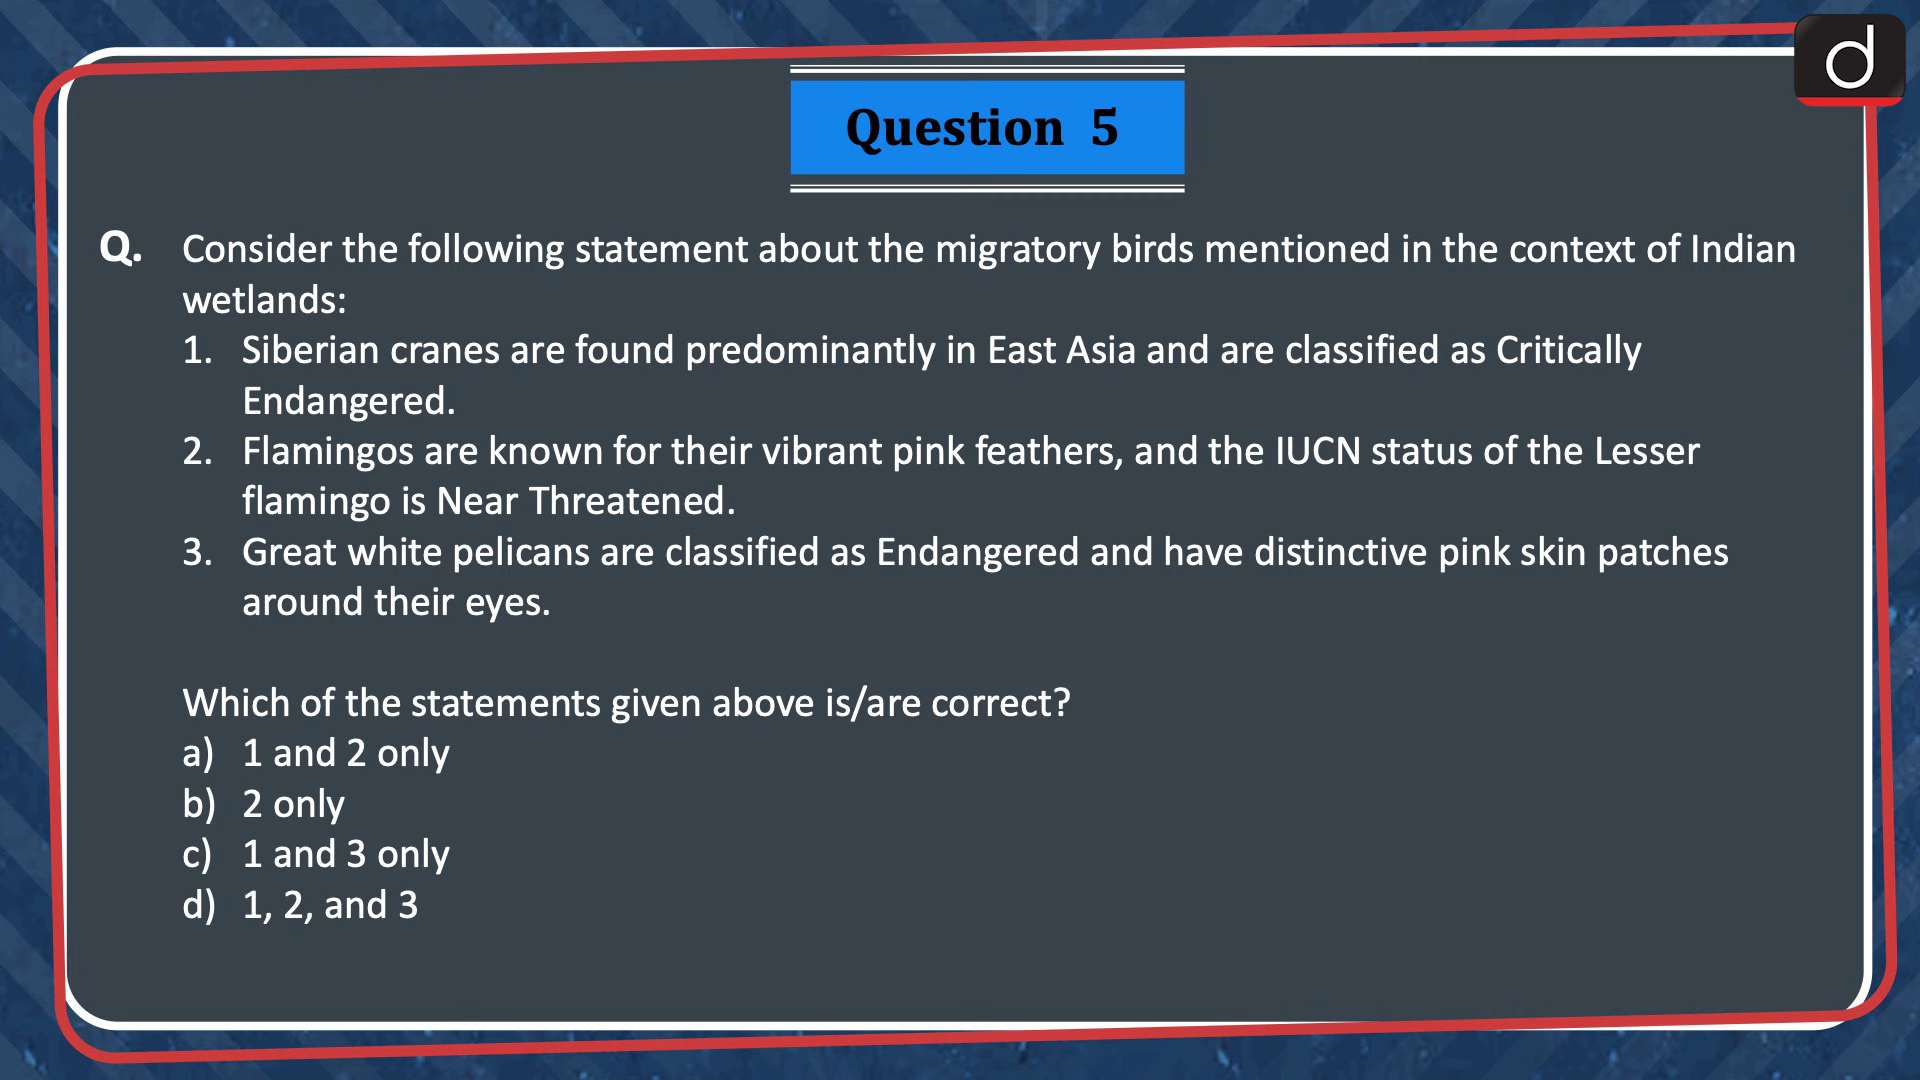 d
Question 5
Q. Consider the following statement about the migratory birds mentioned in the context of Indian
wetlands:
1. Siberian cranes are found predominantly in East Asia and are classified as Critically
Endangered.
2. Flamingos are known for their vibrant pink feathers, and the IUCN status of the Lesser
flamingo is Near Threatened.
3. Great white pelicans are classified as Endangered and have distinctive pink skin patches
around their eyes.
Which of the statements given above is/are correct?
a) 1 and 2 only
b) 2 only
c) 1 and 3 only
d) 1, 2, and 3